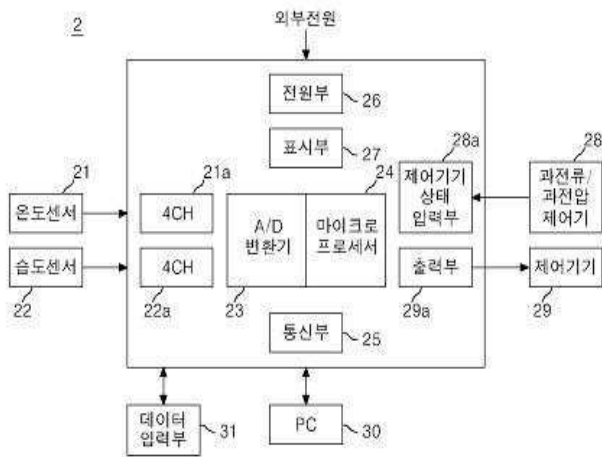 2
외부전원
전원부
26
표시부
27
21
온도센서
21a
4CH
습도센서
22
4CH
22a
A/D
변환기
23
24
마이크로
프로세서
28a
제어기기
상태
입력부
28
과전류/
과전압
제어기
출력부
29a
제어기기
29
통신부
25
데이터
입력부
31
PC
30